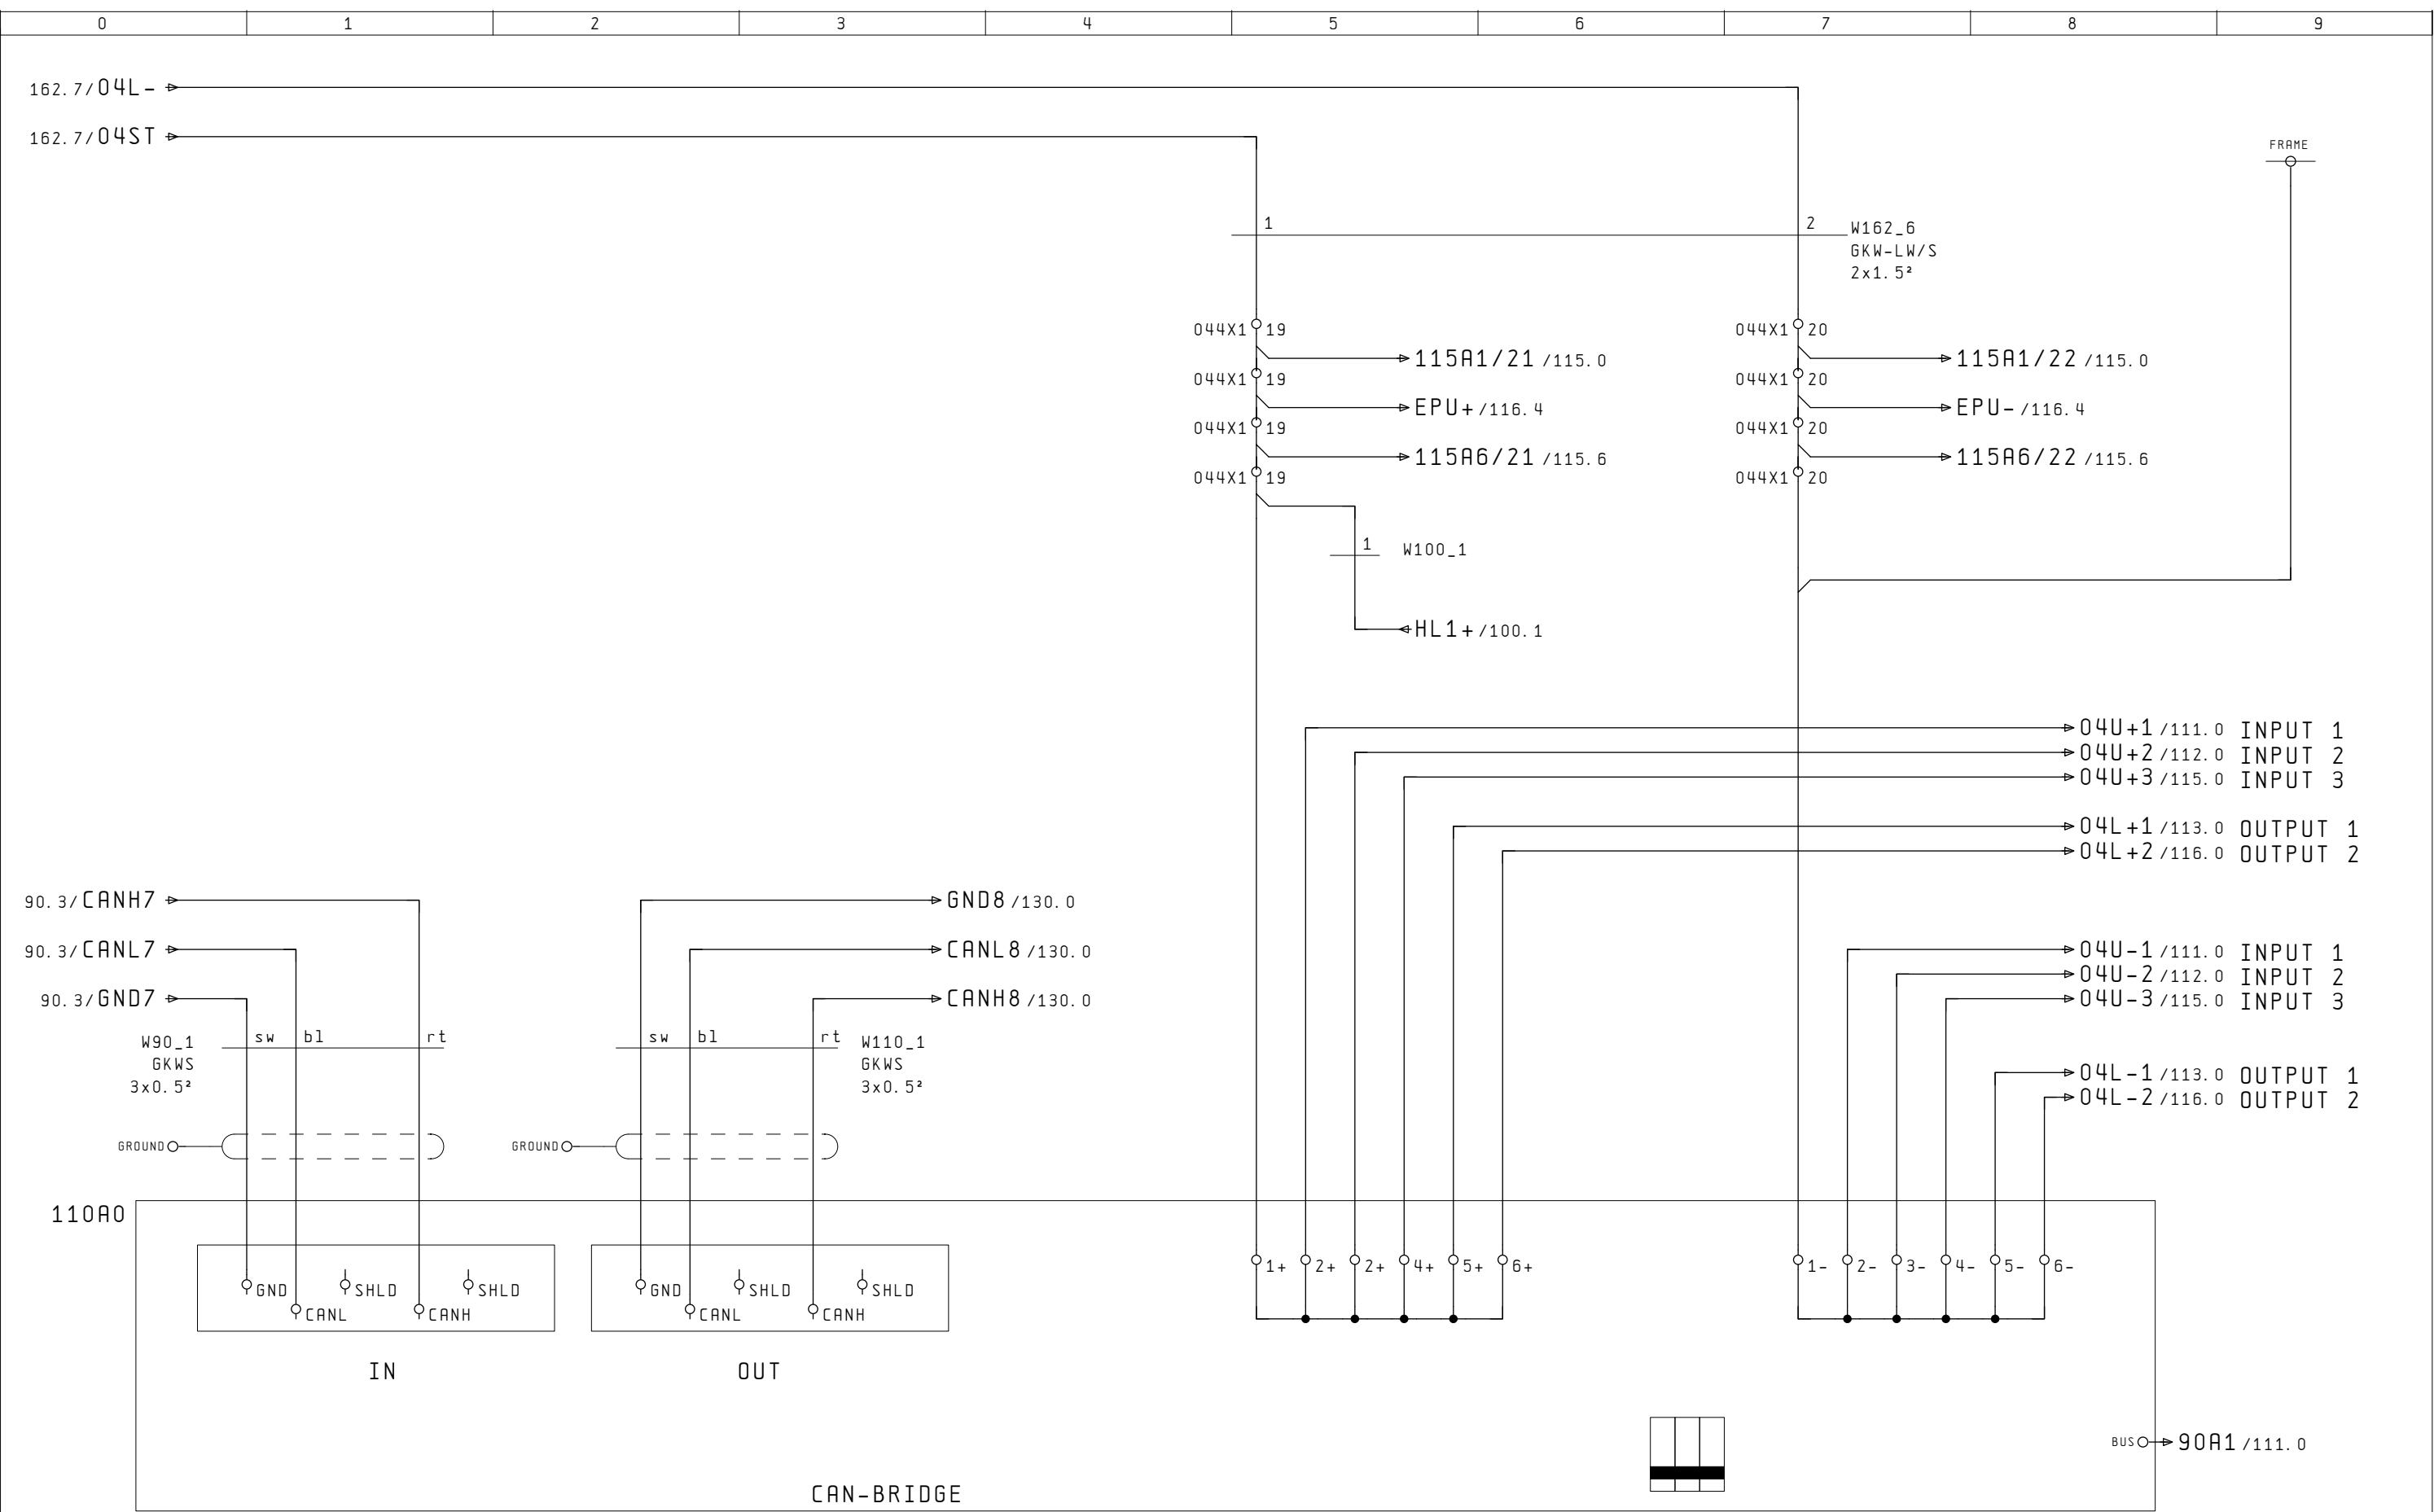 0 1 2 3 4 5 6 7 8 9
162.7/04L-
162.7/04ST
FRAME
1 2 W162_6
GKW-LW/S
2x1.5²
044X1 19 044X1 20
115A1/21 /115.0 115A1/22 /115.0
044X1 19 044X1 20
EPU+ /116.4 EPU- /116.4
044X1 19 044X1 20
115A6/21 /115.6 115A6/22 /115.6
044X1 19 044X1 20
1 W100_1
HL1+ /100.1
04U+1 /111.0 INPUT 1
04U+2 /112.0 INPUT 2
04U+3 /115.0 INPUT 3
04L+1 /113.0 OUTPUT 1
04L+2 /116.0 OUTPUT 2
90.3/CANH7 GND8 /130.0
90.3/CANL7 CANL8 /130.0 04U-1 /111.0 INPUT 1
04U-2 /112.0 INPUT 2
90.3/GND7 CANH8 /130.0 04U-3 /115.0 INPUT 3
W90_1 sw bl rt sw bl rt W110_1
GKWS GKWS
3x0.5² 3x0.5²
04L-1 /113.0 OUTPUT 1
04L-2 /116.0 OUTPUT 2
GROUND GROUND
110A0
1+ 2+ 2+ 4+ 5+ 6+ 1- 2- 3- 4- 5- 6-
GND SHLD SHLD GND SHLD SHLD
CANL CANH CANL CANH
IN OUT
BUS 90A1 /111.0
CAN-BRIDGE